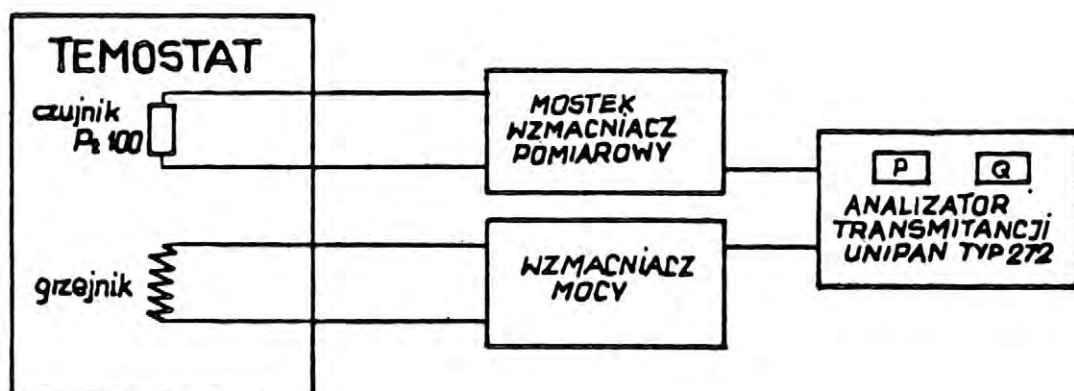 TEMOSTAT
czujnik
Pt 100
grzejnik
MOSTEK
WZMACNIACZ
POMIAROWY
WZMACNIACZ
MOCY
P Q
ANALIZATOR
TRANSMITANCJI
UNIPAN TYP 272